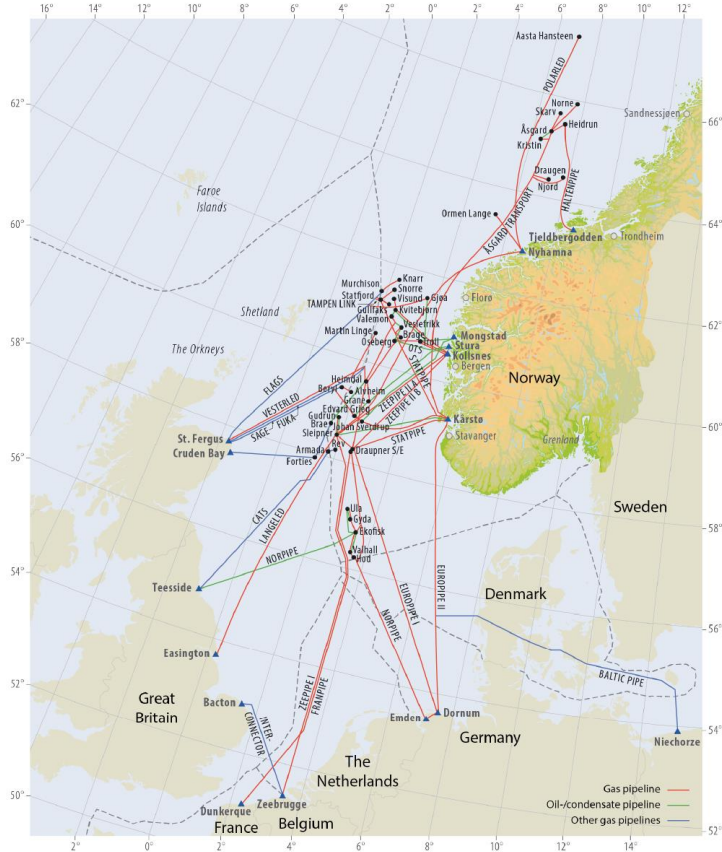 16°
14°
12°
10°
8°
6°
4°
2°
0°
2°
4°
6°
8°
10°
12°
62°
60°
58°
56°
54°
52°
50°
66°
64°
62°
60°
58°
56°
54°
52°
2°
0°
2°
4°
6°
8°
10°
12°
14°
Aasta Hansteen
POLARLED
Norne
Skarv
Heidrun
Åsgard
Kristin
Sandnessjøen
Draugen
Njord
HALTENPIPE
Ormen Lange
ÅSGARD TRANSPORT
Tjeldbergodden
Trondheim
Nyhamna
Faroe
Islands
Knarr
Murchison
Snorre
Statfjord
Visund
Gjøa
TAMPEN LINK
Gullfaks
Kvitebjørn
Valemon
Veslefrikk
Martin Linge
Brage
Oseberg
Troll
Florø
Mongstad
Stura
Kollsnes
Bergen
OTS
STATPIPE
Shetland
The Orkneys
FLAGS
VESTERLED
SAGE / FUKA
Heimdal
Beryl
Alvheim
Grane
Edvard Grieg
Gudrun
Brae
Johan Sverdrup
Sleipner
ZEEPIPE II A
ZEEPIPE II B
Kårstø
Stavanger
STATPIPE
Norway
Grenland
Sweden
St. Fergus
Cruden Bay
Rev
Armada
Draupner S/E
Forties
CATS
LANGELED
Ula
Gyda
Ekofisk
Valhall
Hod
NORPIPE
Teesside
Easington
NORPIPE
EUROPIPE I
EUROPIPE II
Denmark
BALTIC PIPE
Niechorze
Great
Britain
Bacton
INTER-
CONNECTOR
ZEEPIPE I
FRANPIPE
Emden
Dornum
Germany
The
Netherlands
Dunkerque
Zeebrugge
France
Belgium
Gas pipeline
Oil-/condensate pipeline
Other gas pipelines